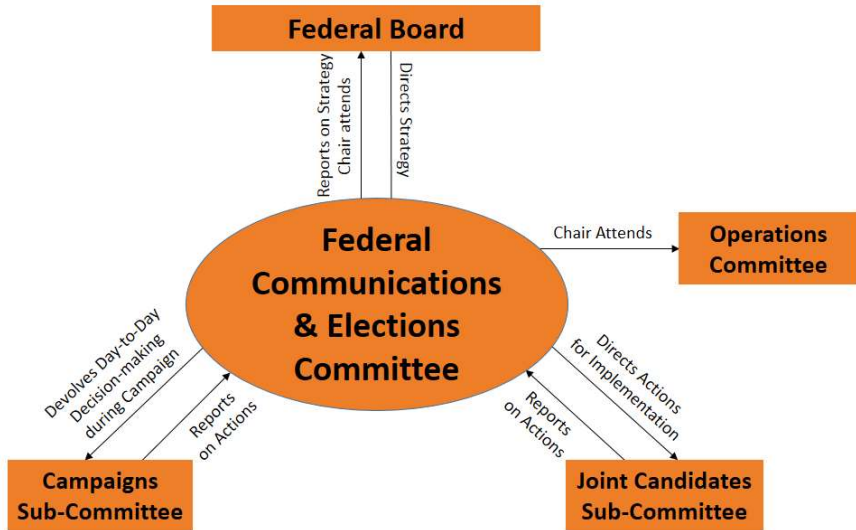 Federal Board
Reports on Strategy
Chair attends
Directs Strategy
Federal
Communications
& Elections
Committee
Chair Attends
Operations
Committee
Devolves Day-to-Day
Decision-making
during Campaign
Reports
on Actions
Directs Actions
for Implementation
Reports
on Actions
Campaigns
Sub-Committee
Joint Candidates
Sub-Committee